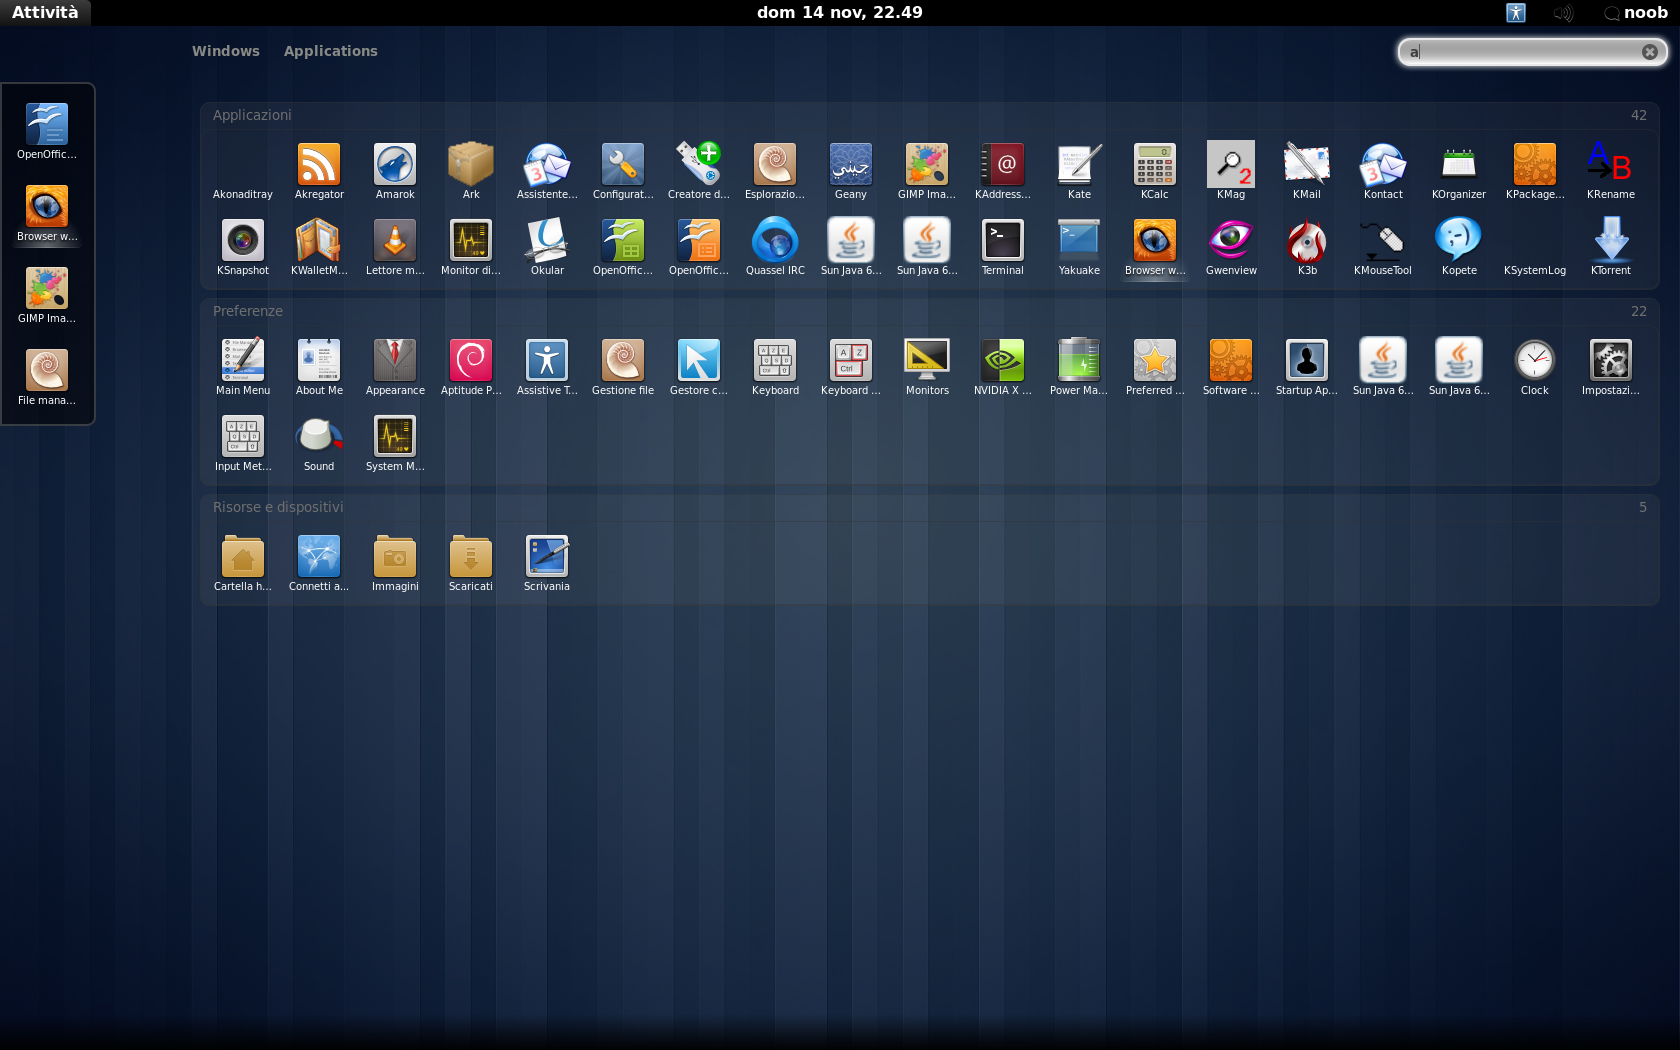 Attività dom 14 nov, 22.49 noob
Windows Applications a
OpenOffic...
Browser w...
GIMP Ima...
File mana...
Applicazioni 42
Akonaditray Akregator Amarok Ark Assistente... Configurat... Creatore d... Esplorazio... Geany GIMP Ima... KAddress... Kate KCalc KMag KMail Kontact KOrganizer KPackage... KRename
KSnapshot KWalletM... Lettore m... Monitor di... Okular OpenOffic... OpenOffic... Quassel IRC Sun Java 6... Sun Java 6... Terminal Yakuake Browser w... Gwenview K3b KMouseTool Kopete KSystemLog KTorrent
Preferenze 22
Main Menu About Me Appearance Aptitude P... Assistive T... Gestione file Gestore c... Keyboard Keyboard ... Monitors NVIDIA X ... Power Ma... Preferred ... Software ... Startup Ap... Sun Java 6... Sun Java 6... Clock Impostazi...
Input Met... Sound System M...
Risorse e dispositivi 5
Cartella h... Connetti a... Immagini Scaricati Scrivania